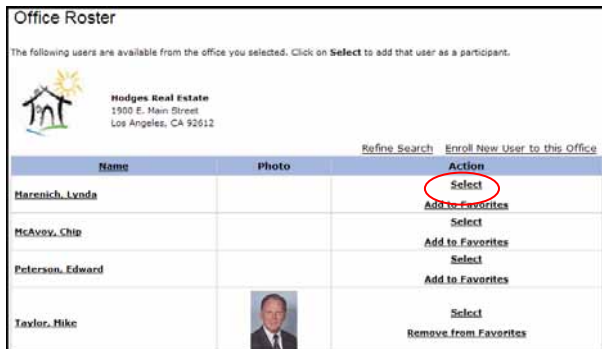 Office Roster
The following users are available from the office you selected. Click on Select to add that user as a participant.
Hodges Real Estate
1900 E. Main Street
Los Angeles, CA 92612
Refine Search Enroll New User to this Office
Name Photo Action
Marenich, Lynda
Select
Add to Favorites
McAvoy, Chip
Select
Add to Favorites
Peterson, Edward
Select
Add to Favorites
Taylor, Mike
Select
Remove from Favorites